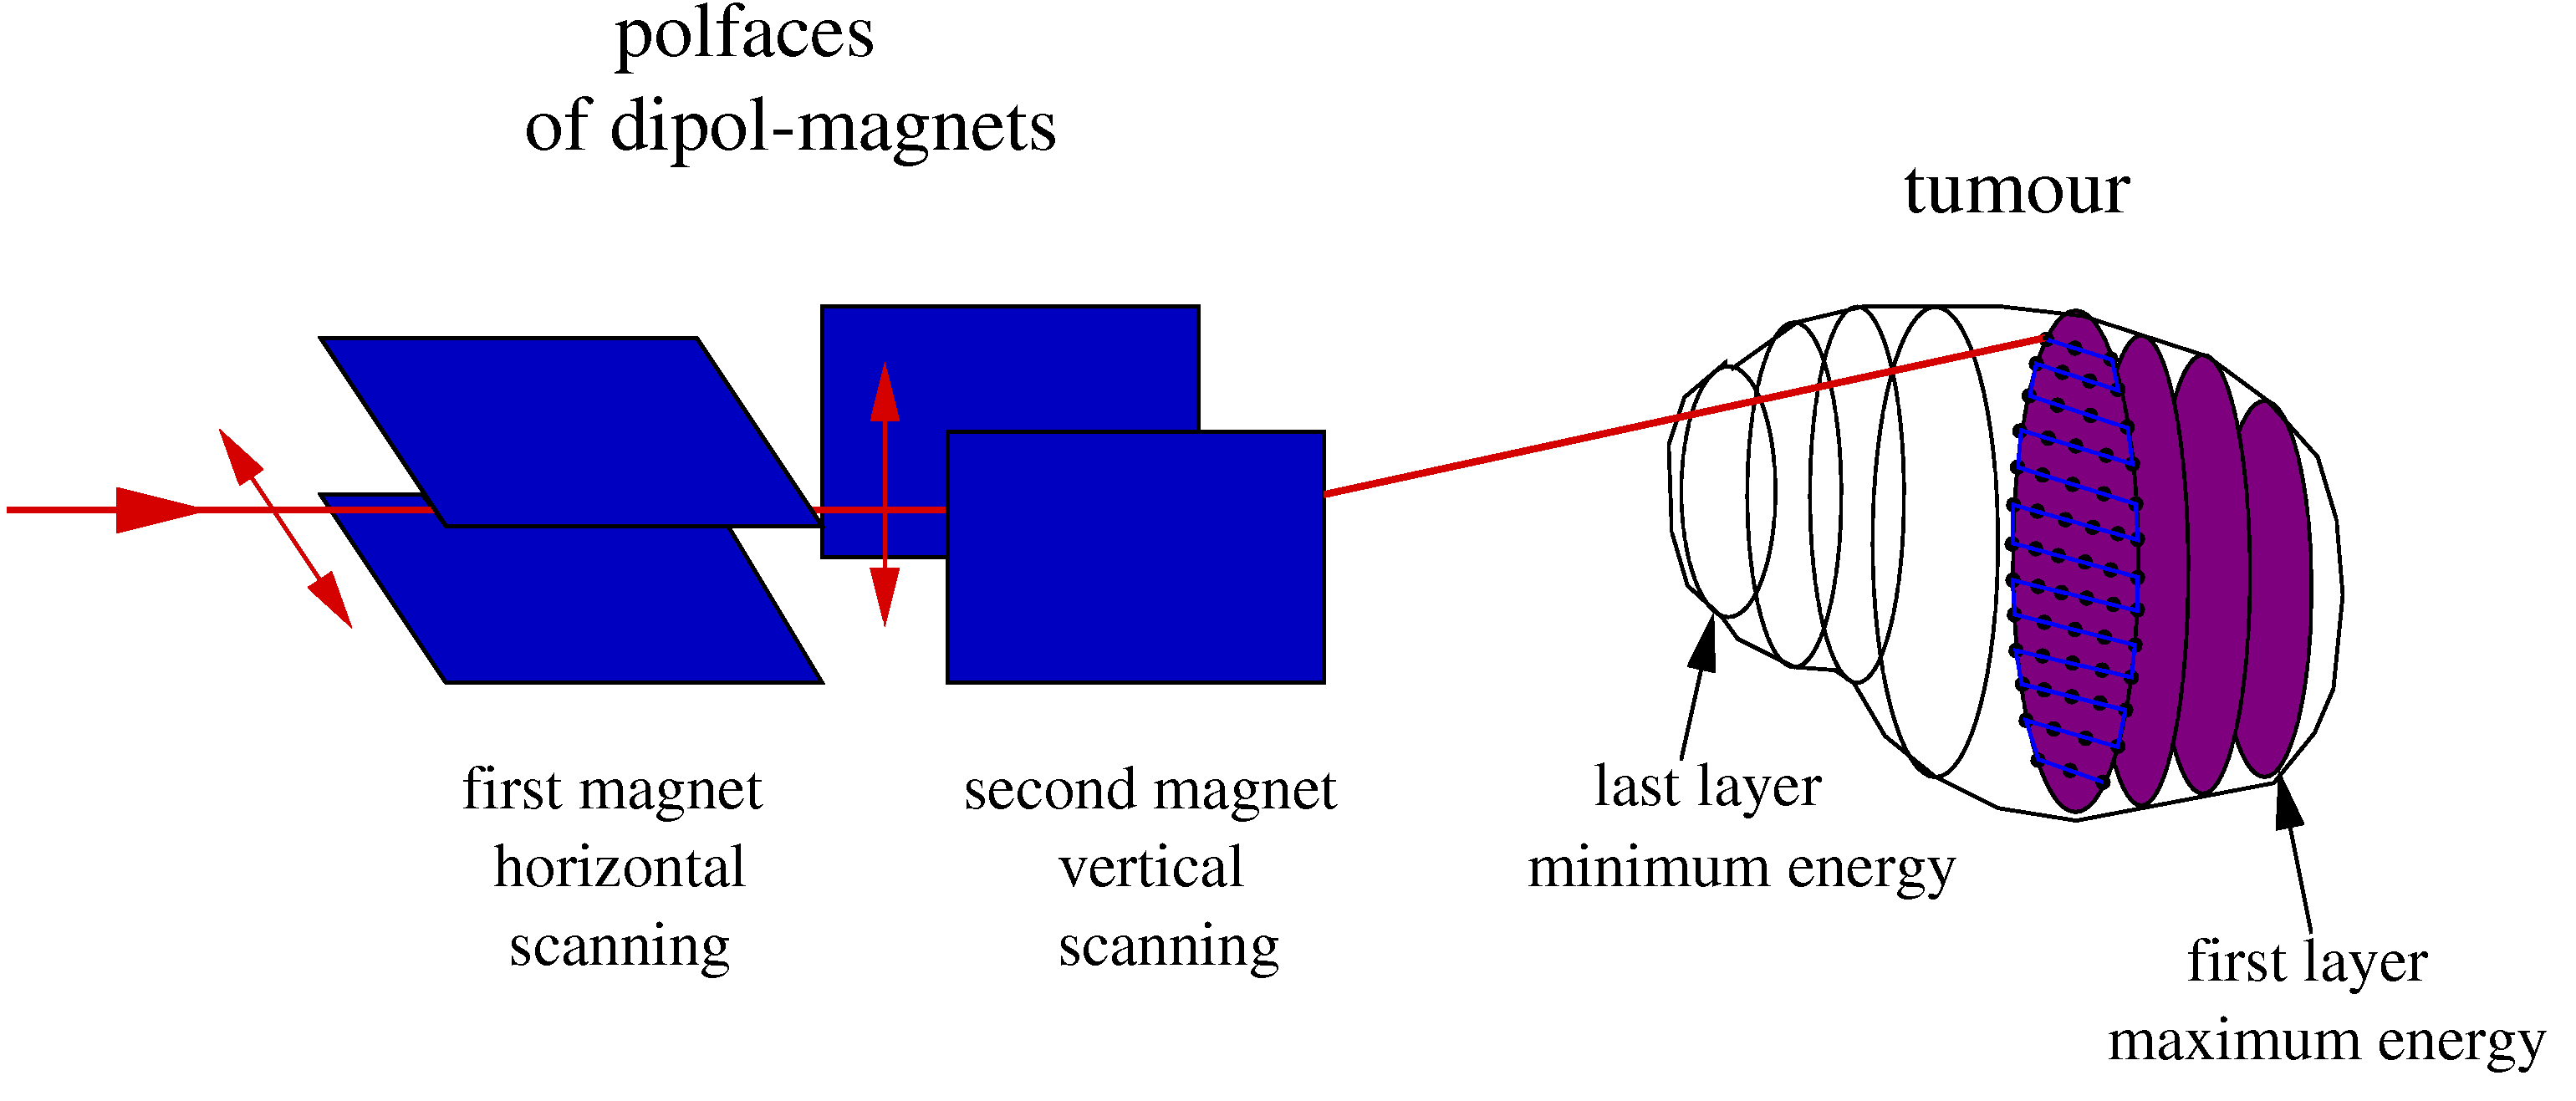 polfaces
of dipol-magnets
tumour
first magnet
horizontal
scanning
second magnet
vertical
scanning
last layer
minimum energy
first layer
maximum energy